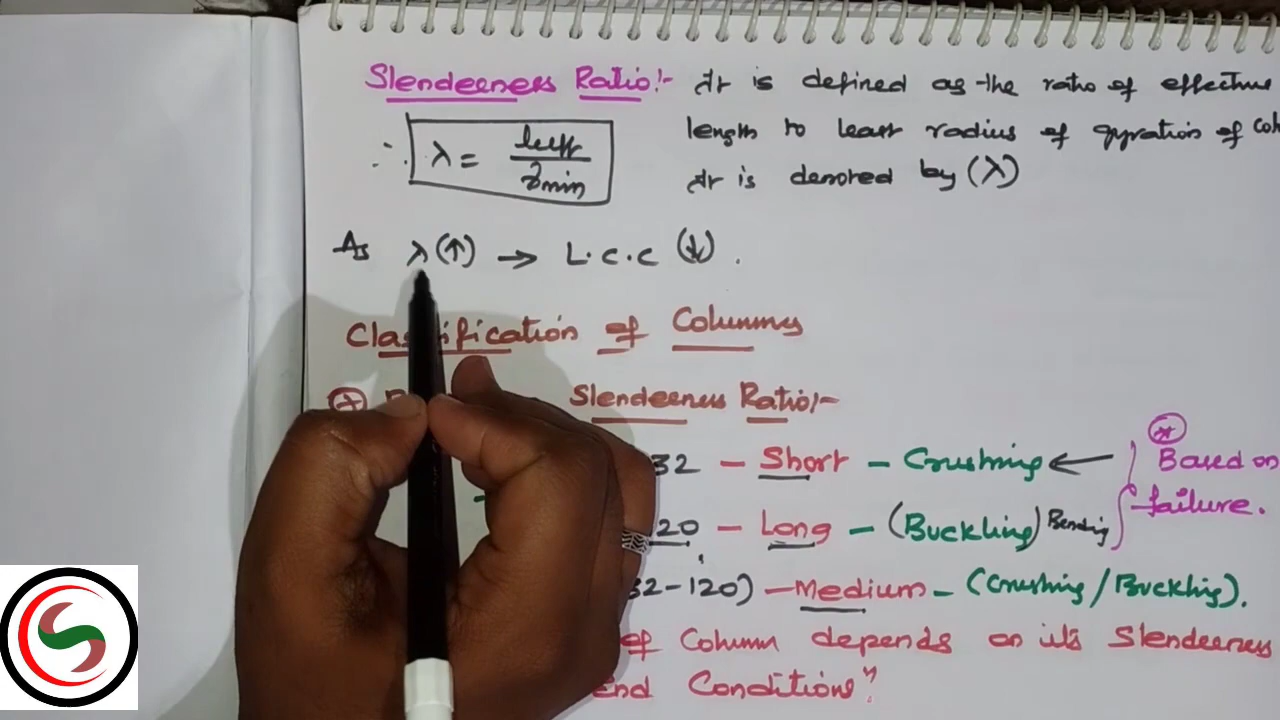 Slendeeness Ratio:- It is defined as the ratio of effective
length to least radius of gyration of Col
∴ λ = leff / rmin
It is denoted by (λ)
As λ(↑) → L.C.C (↓).
Classification of Columns
Slendeeness Ratio:-
32 - Short - Crushing ←
* Based on failure.
20 - Long - (Buckling) Bending
(32-120) - Medium - (Crushing/Buckling).
of Column depends on its Slendeeness
End Conditions".